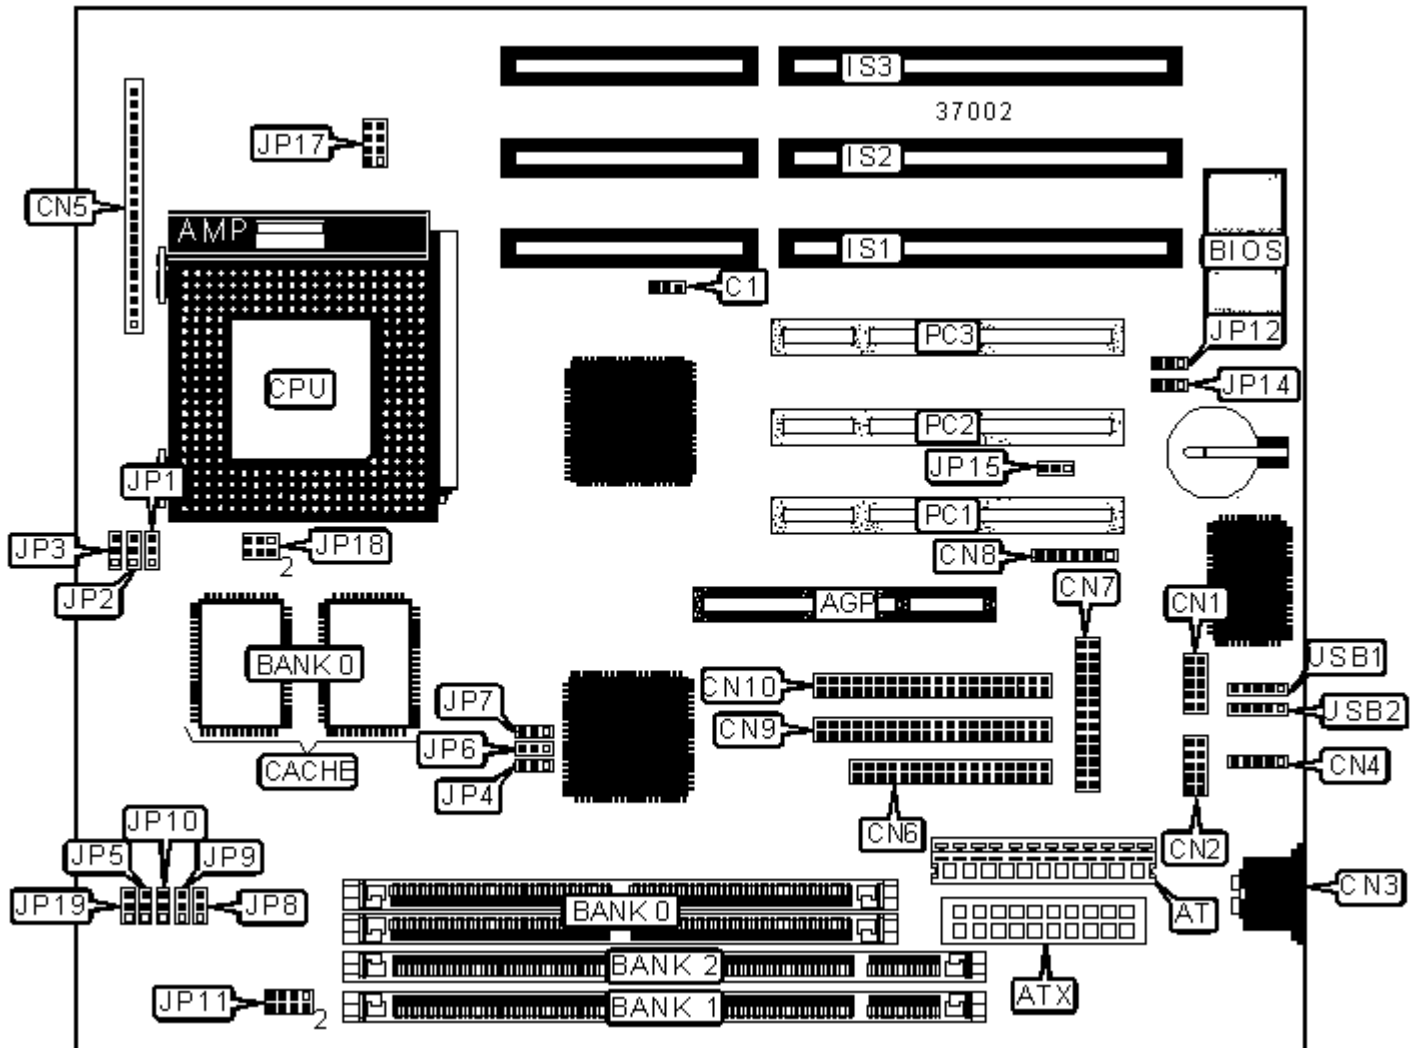 IS3
37002
JP17
IS2
CN5
AMP
IS1
BIOS
C1
PC3
JP12
CPU
JP14
PC2
JP15
JP1
PC1
JP3
JP18
CN8
2
JP2
CN7
AGP
CN1
BANK 0
USB1
CN10
JP7
USB2
CN9
JP6
CACHE
CN4
JP4
JP10
CN6
JP5
JP9
CN2
CN3
JP19
JP8
BANK 0
AT
BANK 2
ATX
JP11
BANK 1
2